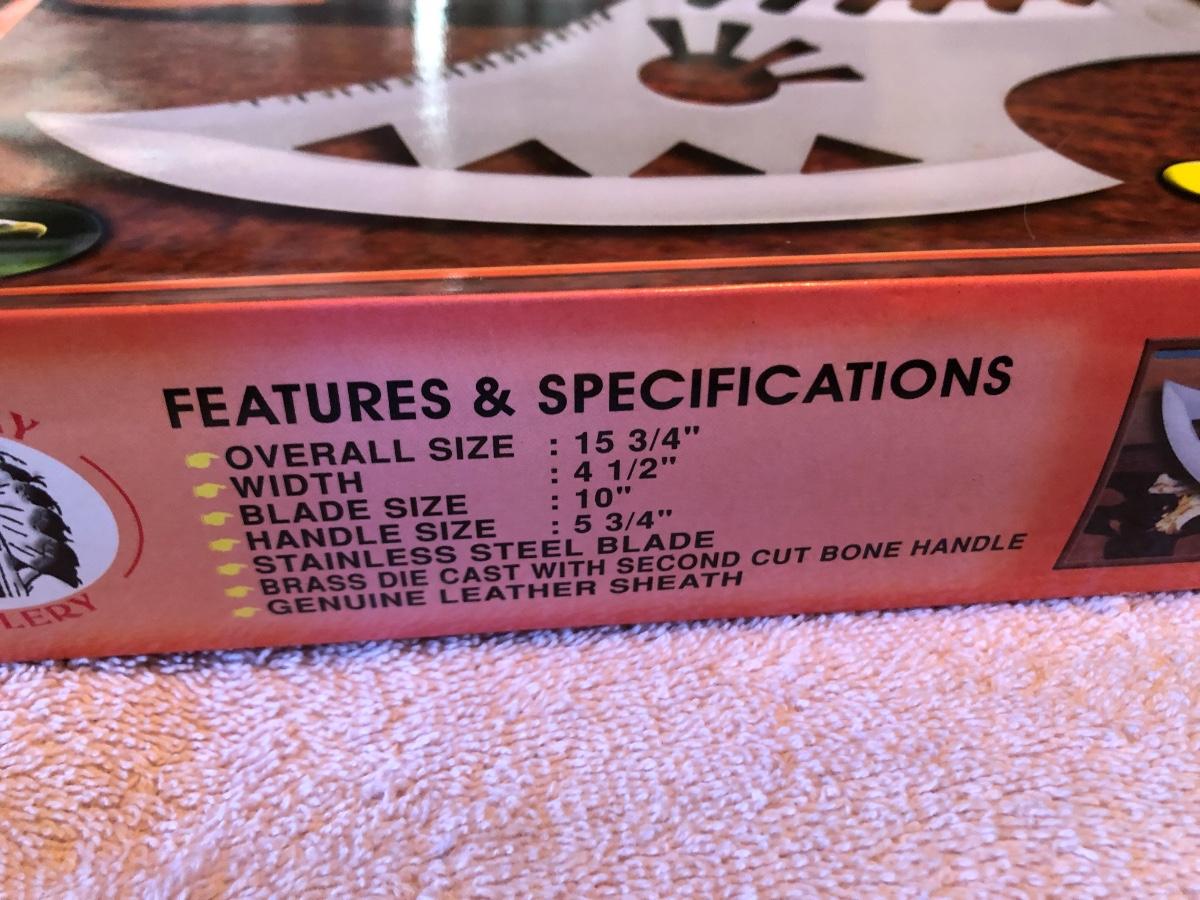 FEATURES & SPECIFICATIONS
OVERALL SIZE : 15 3/4"
WIDTH : 4 1/2"
BLADE SIZE : 10"
HANDLE SIZE : 5 3/4"
STAINLESS STEEL BLADE
BRASS DIE CAST WITH SECOND CUT BONE HANDLE
GENUINE LEATHER SHEATH